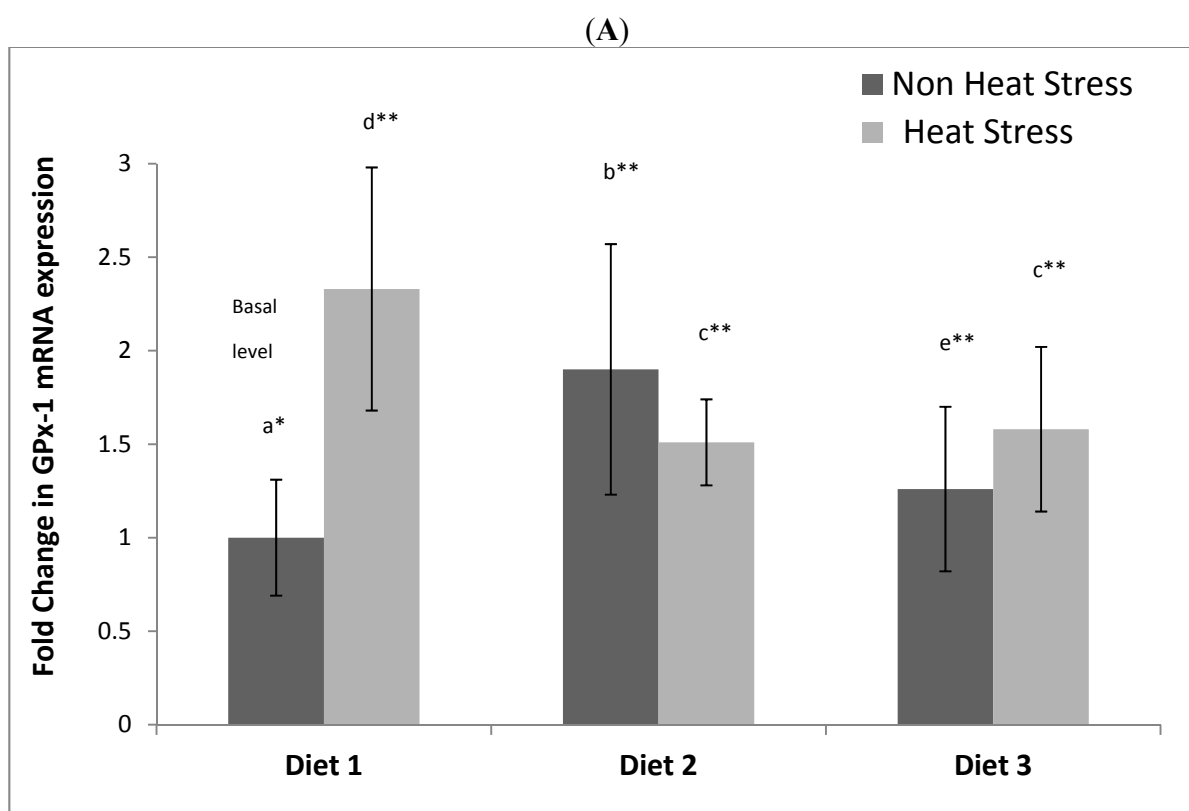 (A)
Non Heat Stress
Heat Stress
Fold Change in GPx-1 mRNA expression
3
2.5
2
1.5
1
0.5
0
Basal
level
a*
d**
b**
c**
e**
c**
Diet 1
Diet 2
Diet 3